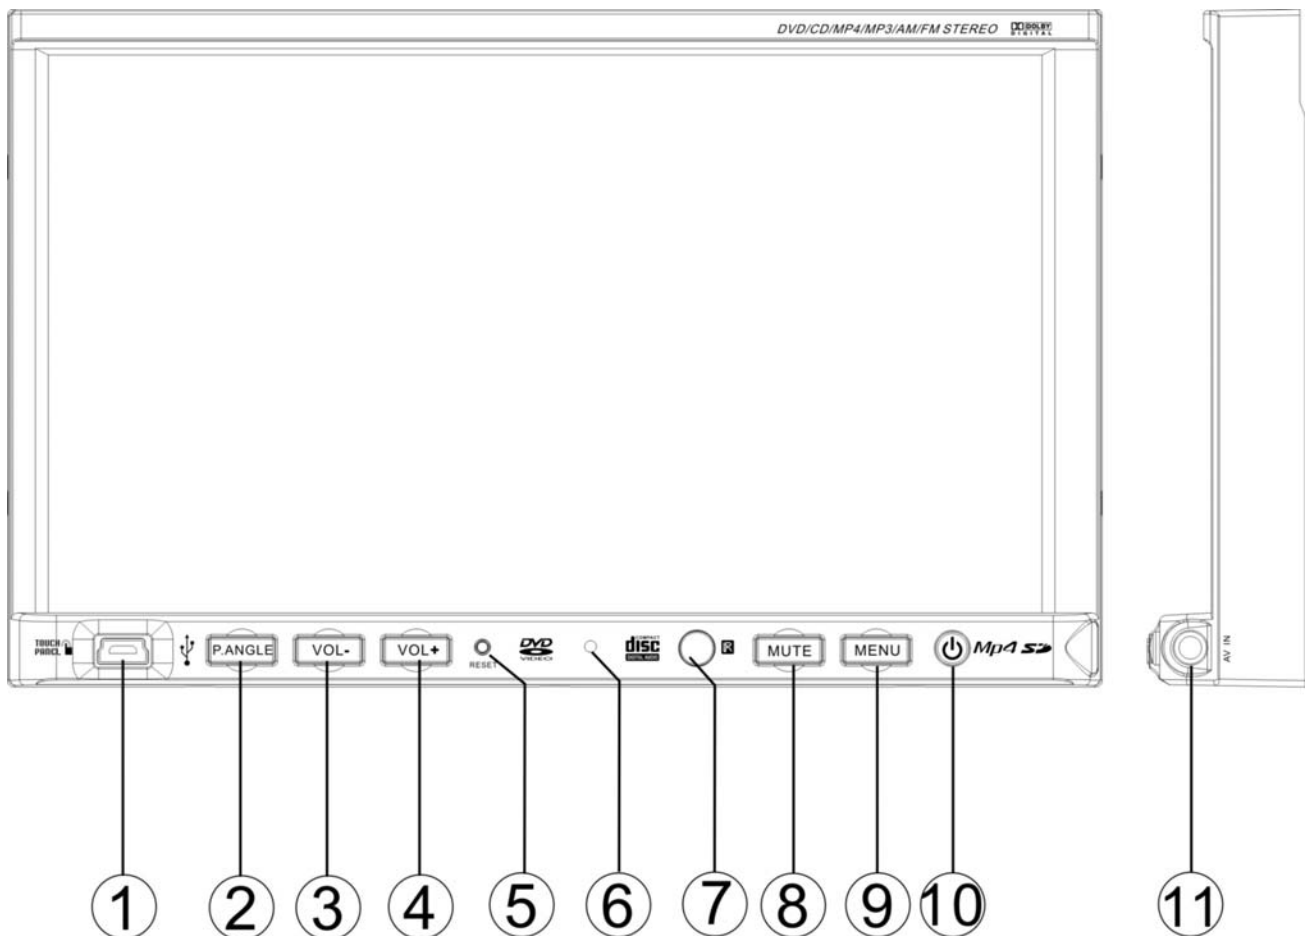 DVD/CD/MP4/MP3/AM/FM STEREO DOLBY
DIGITAL
TOUCH
PANEL
P.ANGLE VOL- VOL+ RESET DVD
VIDEO
COMPACT
disc
DIGITAL AUDIO
R MUTE MENU Mp4 SD
AV IN
1 2 3 4 5 6 7 8 9 10 11